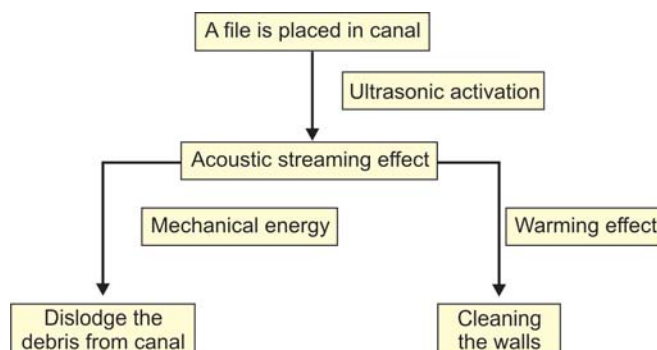 A file is placed in canal
Ultrasonic activation
Acoustic streaming effect
Mechanical energy
Warming effect
Dislodge the
debris from canal
Cleaning
the walls